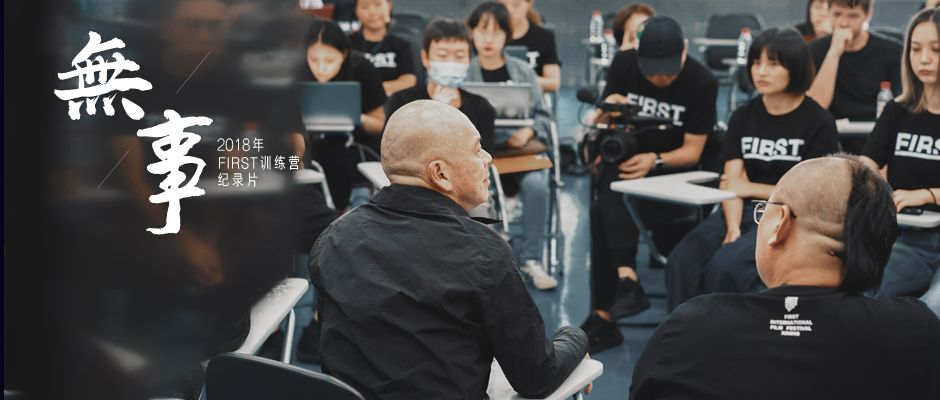 無
事
2018年
FIRST训练营
纪录片
FIRST
FIRST
FIRST
FIRST
INTERNATIONAL
FILM FESTIVAL
XINING